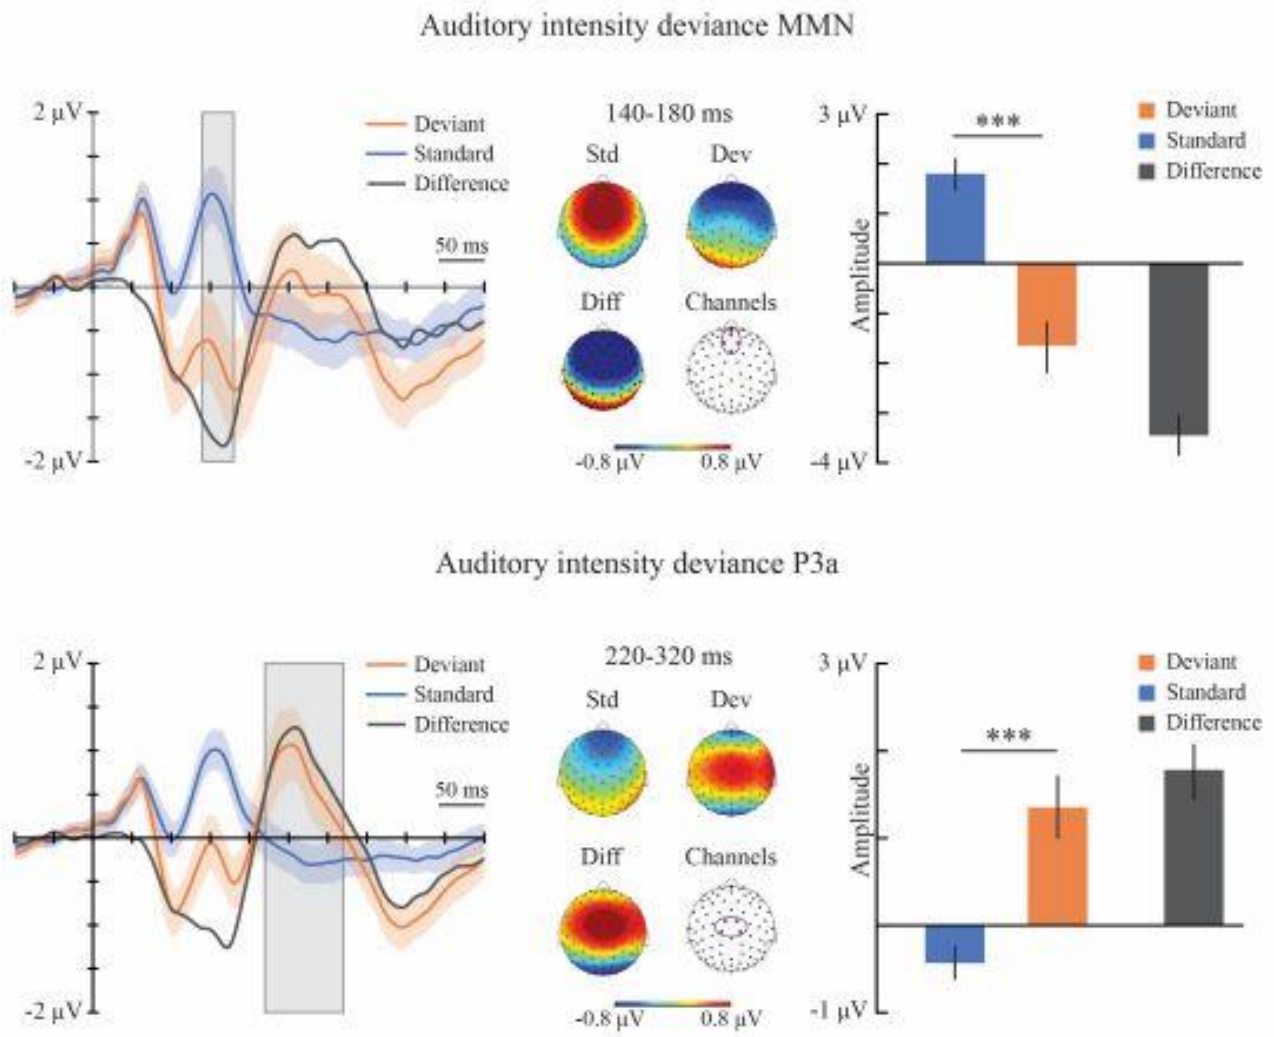 Auditory intensity deviance MMN
2 µV
Deviant
Standard
Difference
50 ms
-2 µV
140-180 ms
Std
Dev
Diff
Channels
-0.8 µV
0.8 µV
3 µV
***
Amplitude
-4 µV
Deviant
Standard
Difference
Auditory intensity deviance P3a
2 µV
Deviant
Standard
Difference
50 ms
-2 µV
220-320 ms
Std
Dev
Diff
Channels
-0.8 µV
0.8 µV
3 µV
***
Amplitude
-1 µV
Deviant
Standard
Difference